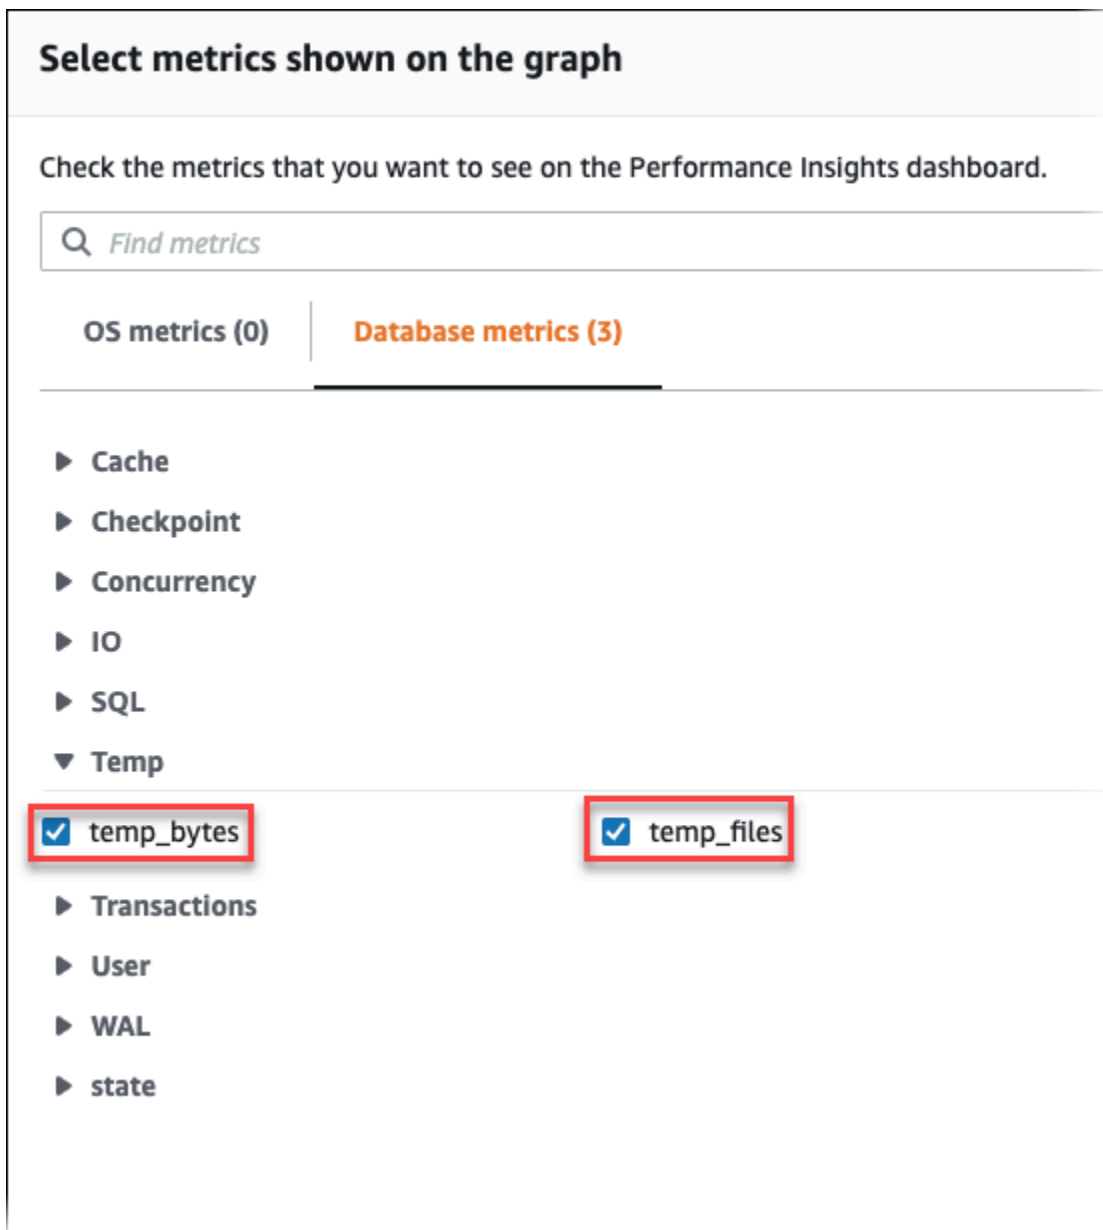 Select metrics shown on the graph
Check the metrics that you want to see on the Performance Insights dashboard.
Find metrics
OS metrics (0)
Database metrics (3)
Cache
Checkpoint
Concurrency
IO
SQL
Temp
temp_bytes
temp_files
Transactions
User
WAL
state